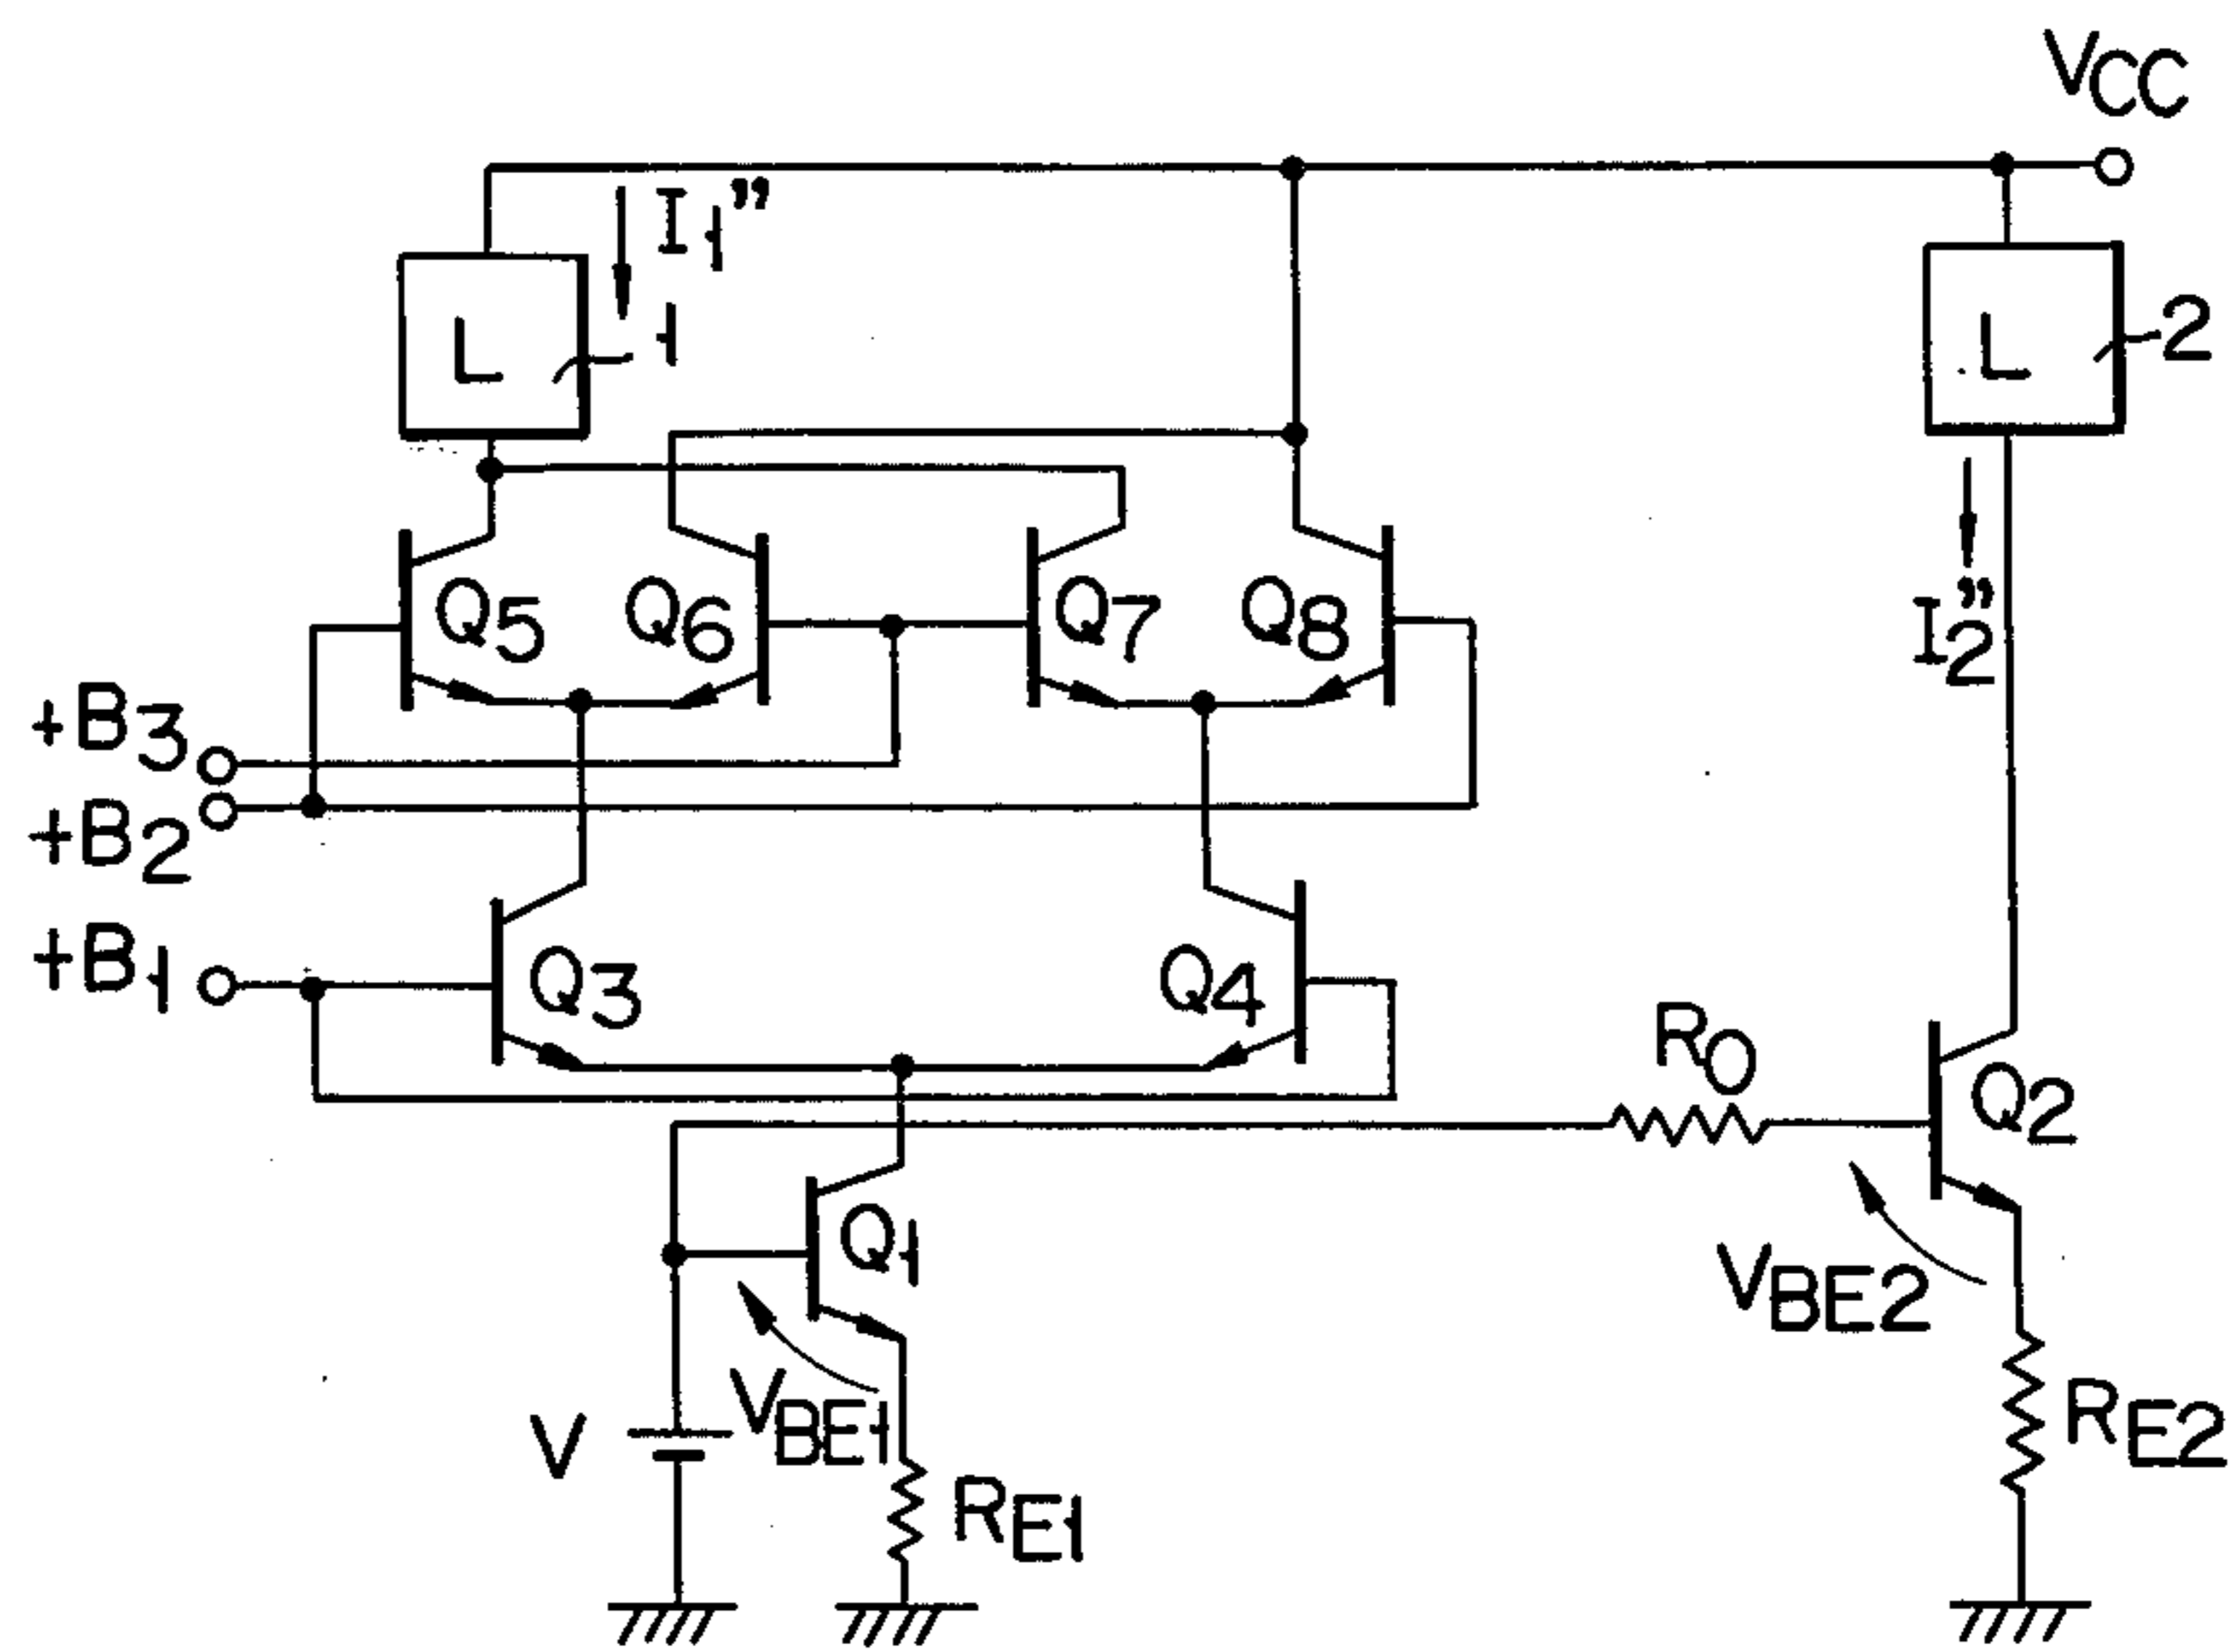 VCC
I1”
L
1
L
2
I2”
Q5
Q6
Q7
Q8
+B3
+B2
+B1
Q3
Q4
RO
Q2
Q1
VBE2
VBE1
V
RE2
RE1